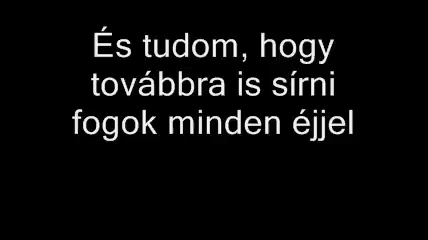 És tudom, hogy
továbbra is sírni
fogok minden éjjel